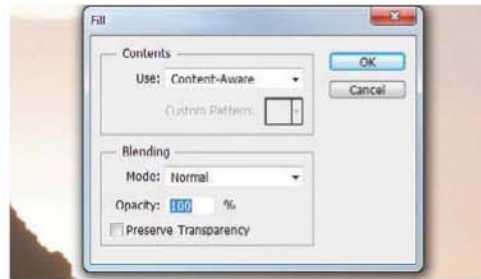 Fill
Contents
Use: Content-Aware
Custom Pattern:
OK
Cancel
Blending
Mode: Normal
Opacity: 100 %
Preserve Transparency